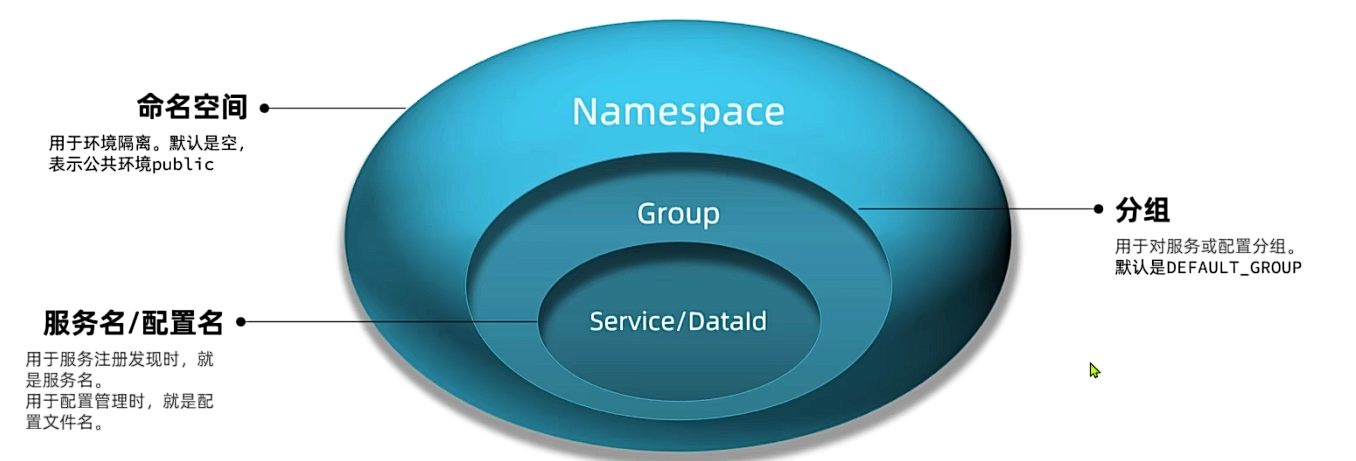 命名空间
用于环境隔离。默认是空,
表示公共环境public
Namespace
Group
分组
用于对服务或配置分组。
默认是DEFAULT_GROUP
Service/DataId
服务名/配置名
用于服务注册发现时，就
是服务名。
用于配置管理时，就是配
置文件名。